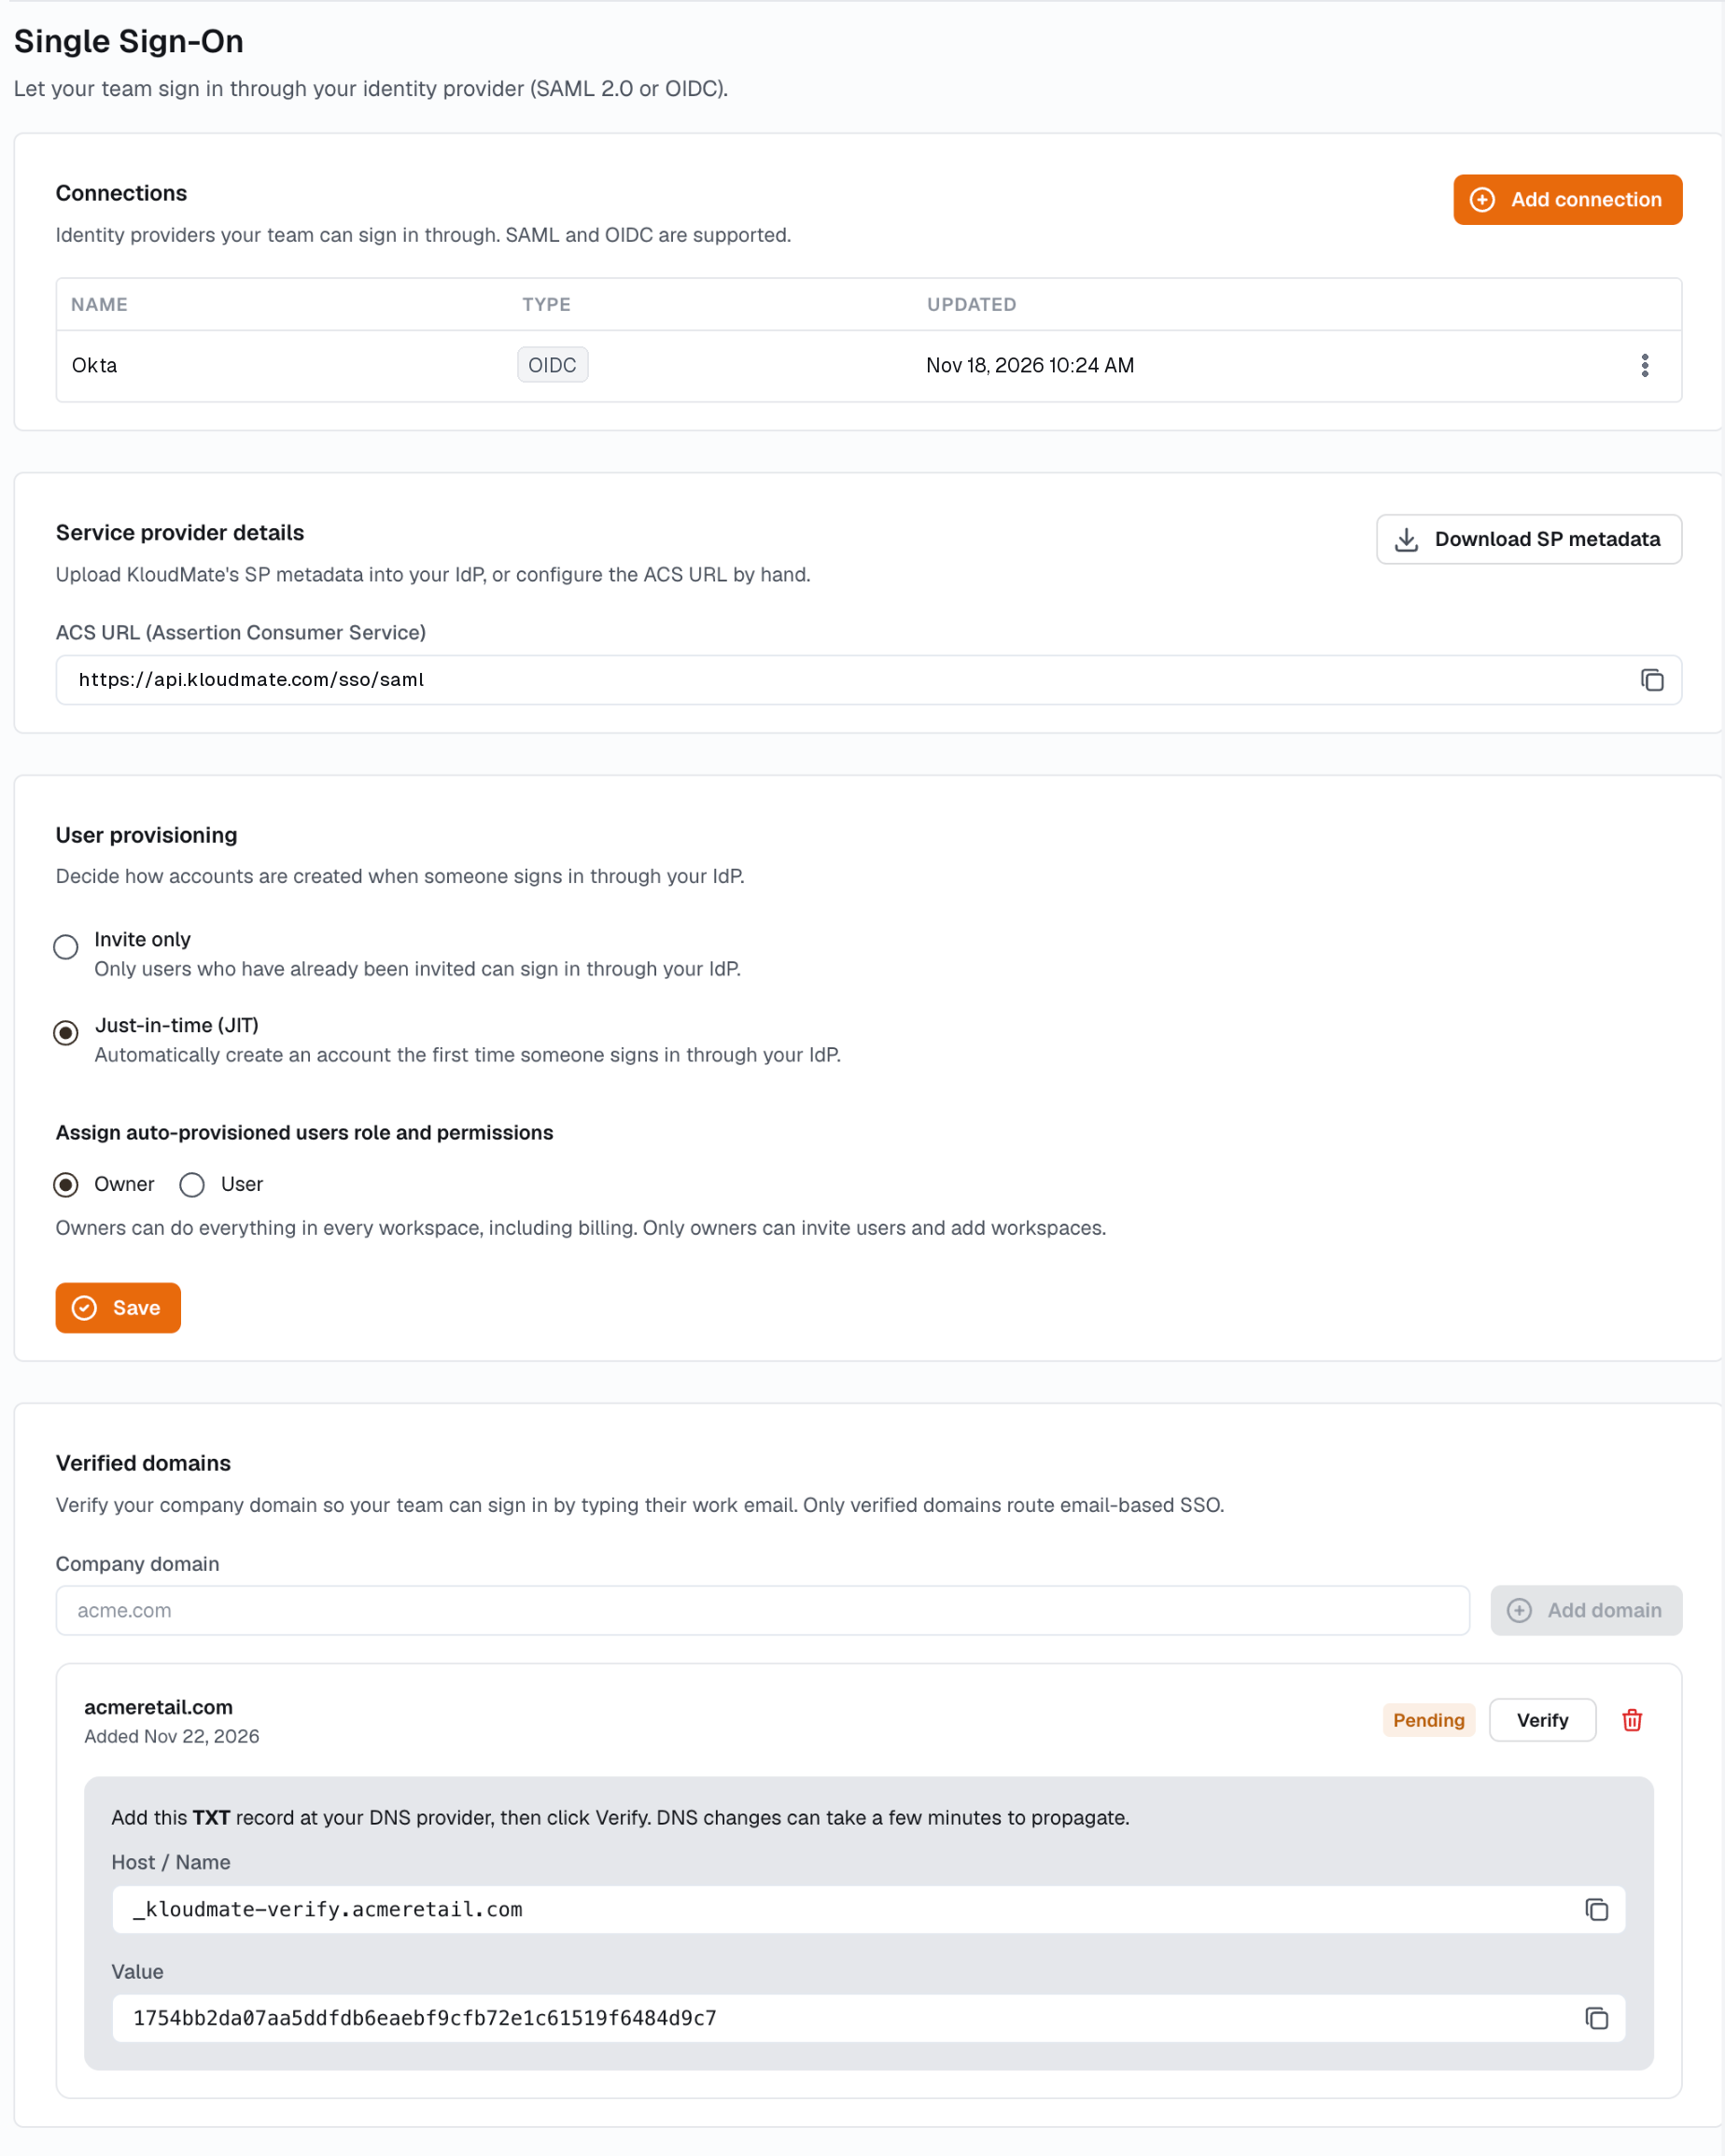 Single Sign-On
Let your team sign in through your identity provider (SAML 2.0 or OIDC).
Connections
Add connection
Identity providers your team can sign in through. SAML and OIDC are supported.
NAME TYPE UPDATED
Okta OIDC Nov 18, 2026 10:24 AM
Service provider details
Download SP metadata
Upload KloudMate's SP metadata into your IdP, or configure the ACS URL by hand.
ACS URL (Assertion Consumer Service)
https://api.kloudmate.com/sso/saml
User provisioning
Decide how accounts are created when someone signs in through your IdP.
Invite only
Only users who have already been invited can sign in through your IdP.
Just-in-time (JIT)
Automatically create an account the first time someone signs in through your IdP.
Assign auto-provisioned users role and permissions
Owner User
Owners can do everything in every workspace, including billing. Only owners can invite users and add workspaces.
Save
Verified domains
Verify your company domain so your team can sign in by typing their work email. Only verified domains route email-based SSO.
Company domain
acme.com Add domain
acmeretail.com
Pending Verify
Added Nov 22, 2026
Add this TXT record at your DNS provider, then click Verify. DNS changes can take a few minutes to propagate.
Host / Name
_kloudmate-verify.acmeretail.com
Value
1754bb2da07aa5ddfdb6eaebf9cfb72e1c61519f6484d9c7